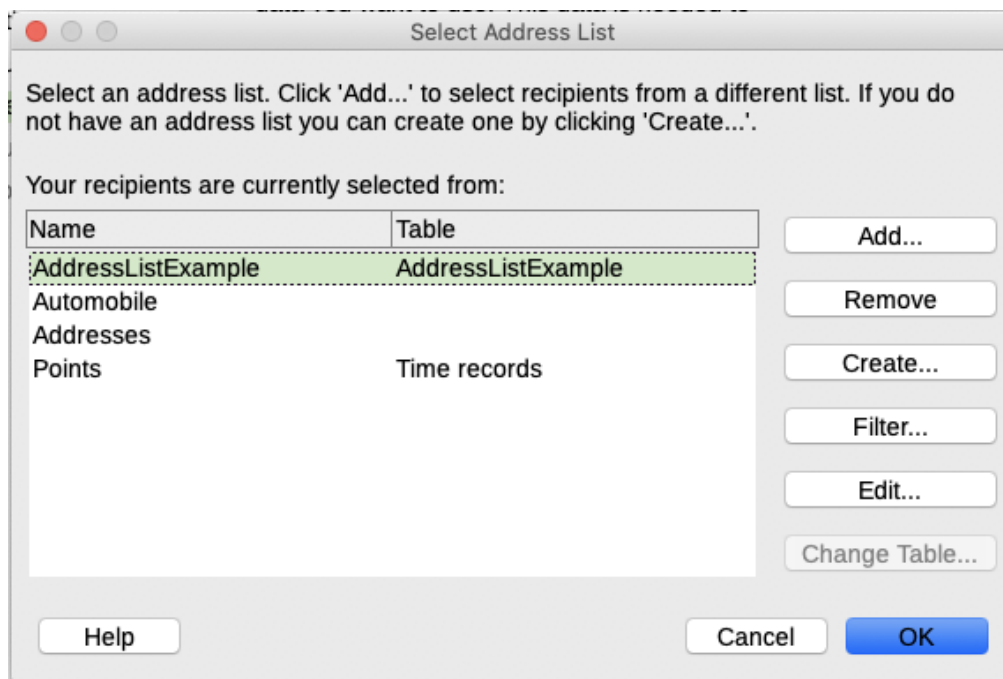 Select Address List
Select an address list. Click 'Add...' to select recipients from a different list. If you do
not have an address list you can create one by clicking 'Create...'.
Your recipients are currently selected from:
Name Table
AddressListExample AddressListExample
Automobile
Addresses
Points Time records
Add...
Remove
Create...
Filter...
Edit...
Change Table...
Help
Cancel
OK